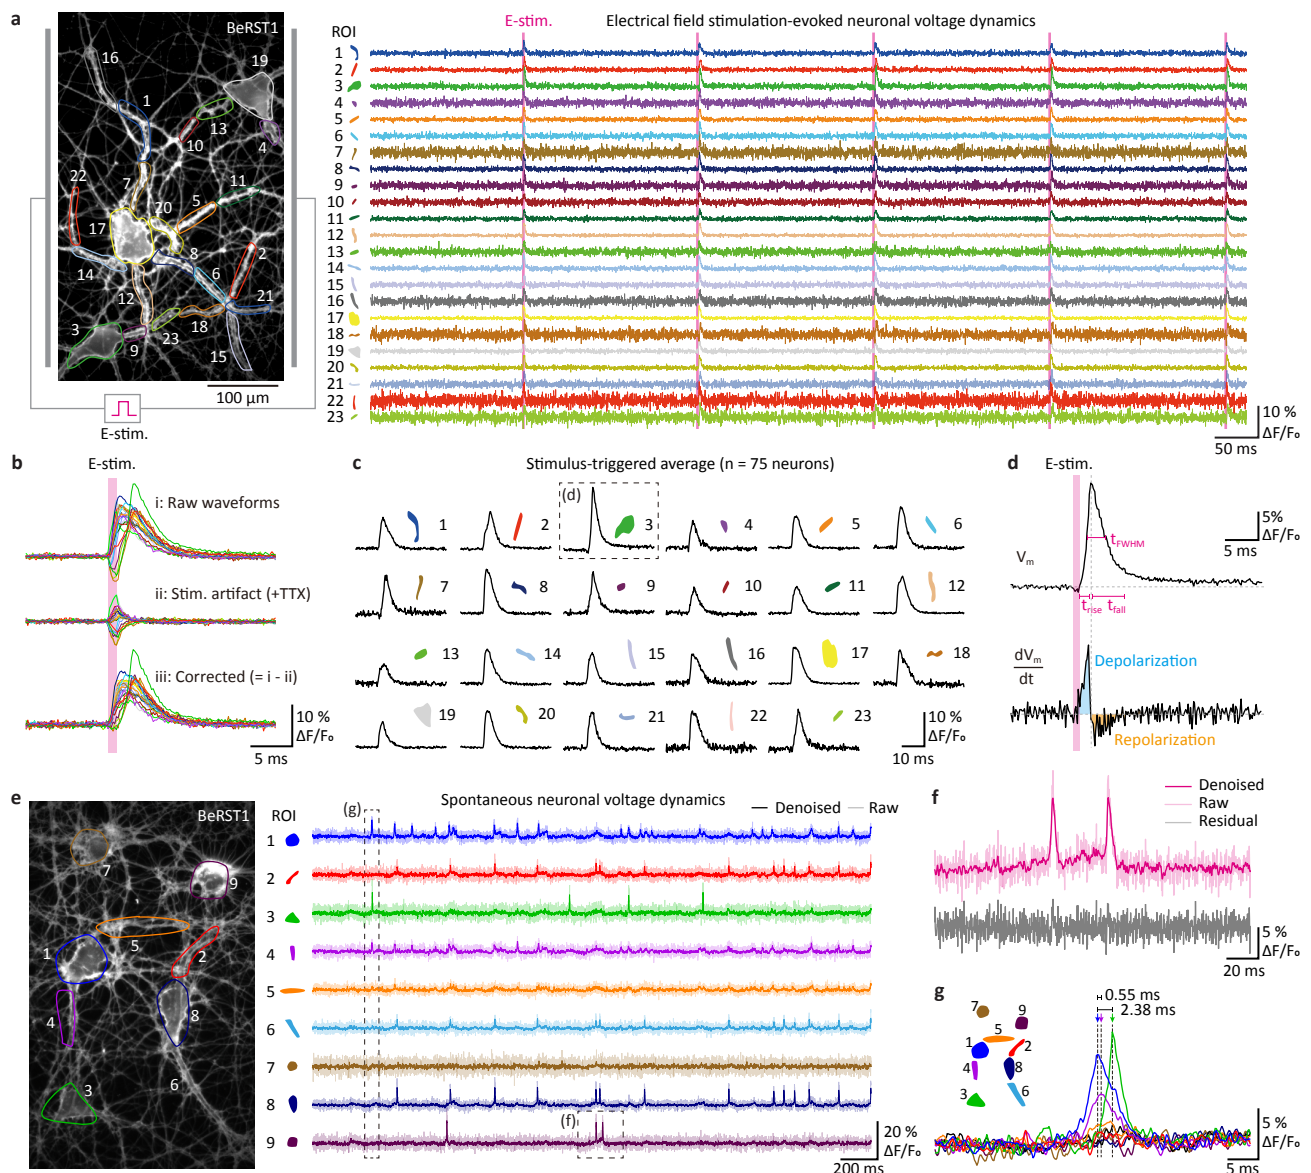 a
BeRST1
16
19
1
13
10
4
22
7
20
5
11
17
8
2
14
6
12
21
3
18
9
23
15
100 µm
E-stim.
E-stim.
Electrical field stimulation-evoked neuronal voltage dynamics
ROI
1
2
3
4
5
6
7
8
9
10
11
12
13
14
15
16
17
18
19
20
21
22
23
10 %
ΔF/F₀
50 ms
b
E-stim.
i: Raw waveforms
ii: Stim. artifact (+TTX)
iii: Corrected (= i - ii)
10 %
ΔF/F₀
5 ms
c
Stimulus-triggered average (n = 75 neurons)
(d)
1
2
3
4
5
6
7
8
9
10
11
12
13
14
15
16
17
18
19
20
21
22
23
10 %
ΔF/F₀
10 ms
d
E-stim.
5%
ΔF/F₀
5 ms
Vm
tFWHM
trise
tfall
dVm
dt
Depolarization
Repolarization
e
BeRST1
7
9
5
1
2
4
8
3
6
Spontaneous neuronal voltage dynamics
Denoised
Raw
ROI
(g)
1
2
3
4
5
6
7
8
9
(f)
20 %
ΔF/F₀
200 ms
f
Denoised
Raw
Residual
5 %
ΔF/F₀
20 ms
g
0.55 ms
2.38 ms
7
9
5
1
2
4
8
3
6
5 %
ΔF/F₀
5 ms